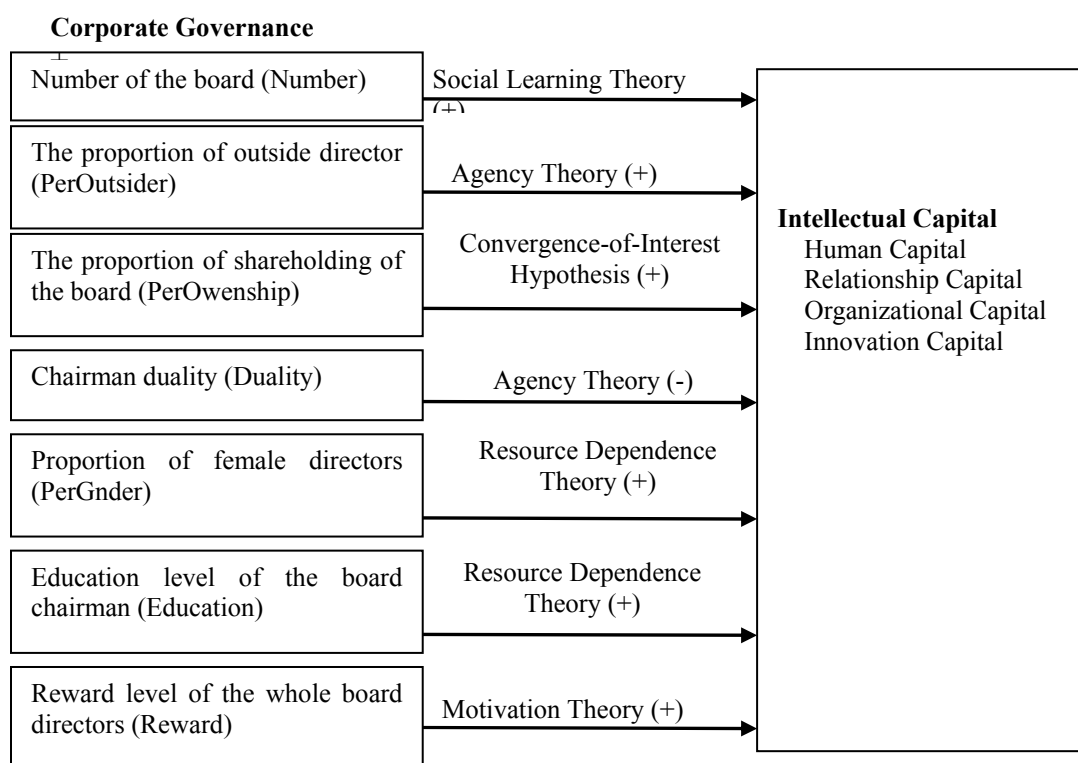 Corporate Governance
+
Number of the board (Number)
Social Learning Theory
(+)
The proportion of outside director
(PerOutsider)
Agency Theory (+)
The proportion of shareholding of
the board (PerOwenship)
Convergence-of-Interest
Hypothesis (+)
Chairman duality (Duality)
Agency Theory (-)
Proportion of female directors
(PerGnder)
Resource Dependence
Theory (+)
Education level of the board
chairman (Education)
Resource Dependence
Theory (+)
Reward level of the whole board
directors (Reward)
Motivation Theory (+)
Intellectual Capital
Human Capital
Relationship Capital
Organizational Capital
Innovation Capital